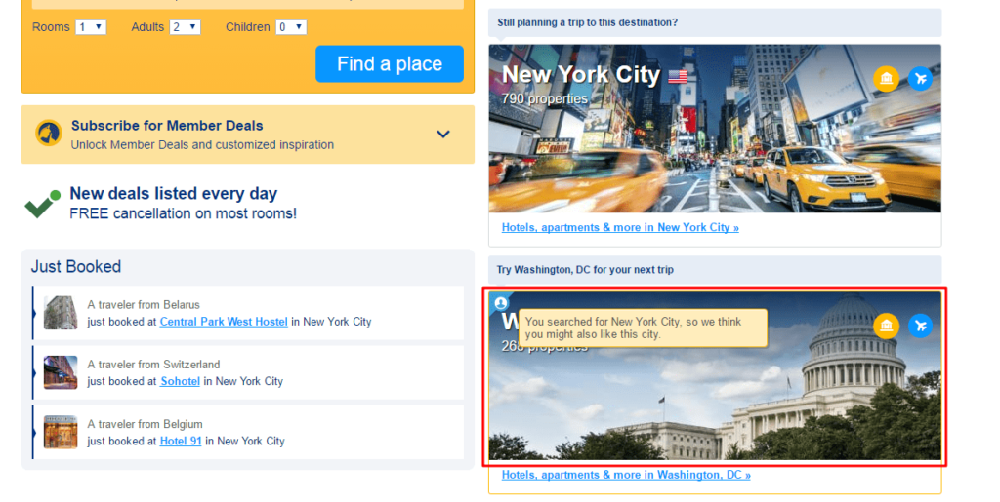 Rooms 1 Adults 2 Children 0
Find a place
Subscribe for Member Deals
Unlock Member Deals and customized inspiration
New deals listed every day
FREE cancellation on most rooms!
Just Booked
A traveler from Belarus
just booked at Central Park West Hostel in New York City
A traveler from Switzerland
just booked at Sohotel in New York City
A traveler from Belgium
just booked at Hotel 91 in New York City
Still planning a trip to this destination?
New York City
790 properties
Hotels, apartments & more in New York City »
Try Washington, DC for your next trip
You searched for New York City, so we think
you might also like this city.
Hotels, apartments & more in Washington, DC »